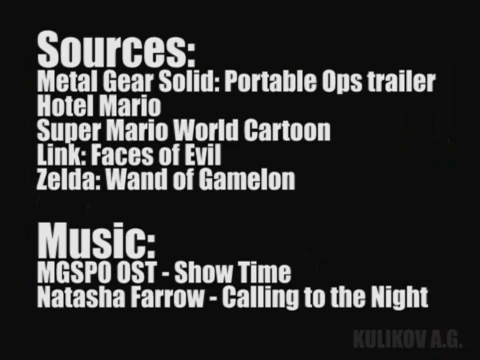 Sources:
Metal Gear Solid: Portable Ops trailer
Hotel Mario
Super Mario World Cartoon
Link: Faces of Evil
Zelda: Wand of Gamelon
Music:
MGSPO OST - Show Time
Natasha Farrow - Calling to the Night
KULIKOV A.G.